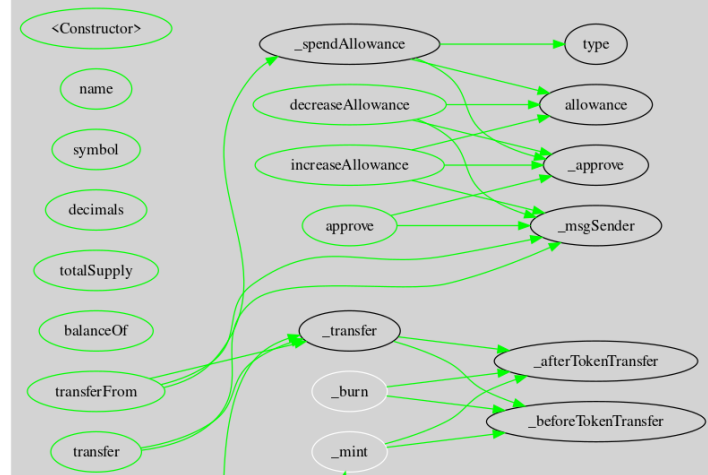 <Constructor>
name
symbol
decimals
totalSupply
balanceOf
transferFrom
transfer
_spendAllowance
decreaseAllowance
increaseAllowance
approve
_transfer
_burn
_mint
type
allowance
_approve
_msgSender
_afterTokenTransfer
_beforeTokenTransfer